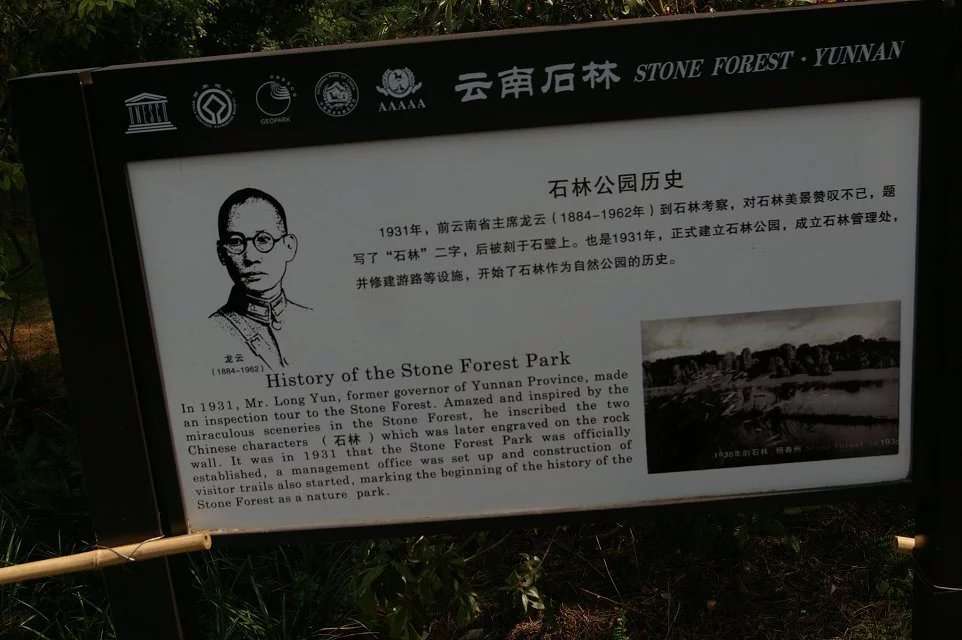 GEOPARK
AAAAA
云南石林 STONE FOREST · YUNNAN
石林公园历史
1931年，前云南省主席龙云（1884-1962年）到石林考察，对石林美景赞叹不已，题
写了“石林”二字，后被刻于石壁上。也是1931年，正式建立石林公园，成立石林管理处，
并修建游路等设施，开始了石林作为自然公园的历史。
龙云
(1884-1962)
History of the Stone Forest Park
In 1931, Mr. Long Yun, former governor of Yunnan Province, made
an inspection tour to the Stone Forest. Amazed and inspired by the
miraculous sceneries in the Stone Forest, he inscribed the two
Chinese characters （石林）which was later engraved on the rock
wall. It was in 1931 that the Stone Forest Park was officially
established, a management office was set up and construction of
visitor trails also started, marking the beginning of the history of the
Stone Forest as a nature park.
年的石林